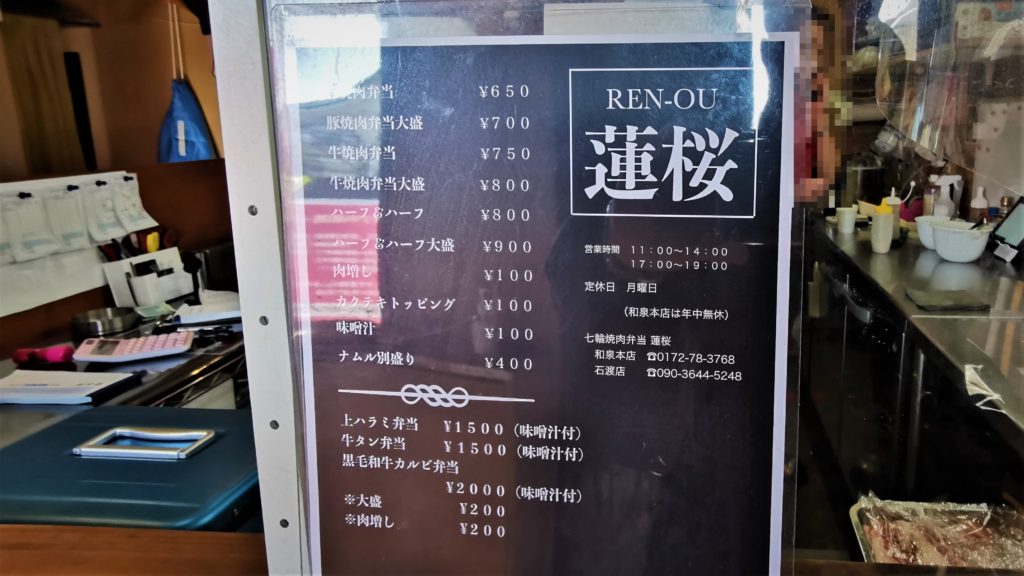 肉弁当 ¥650
豚焼肉弁当大盛 ¥700
牛焼肉弁当 ¥750
牛焼肉弁当大盛 ¥800
ハーフ&ハーフ ¥800
ハーフ&ハーフ大盛 ¥900
肉増し ¥100
カクテキトッピング ¥100
味噌汁 ¥100
ナムル別盛り ¥400
上ハラミ弁当 ¥1500(味噌汁付)
牛タン弁当 ¥1500(味噌汁付)
黒毛和牛カルビ弁当
¥2000(味噌汁付)
※大盛 ¥200
※肉増し ¥200
REN-OU
蓮桜
営業時間 11:00〜14:00
17:00〜19:00
定休日 月曜日
(和泉本店は年中無休)
七輪焼肉弁当 蓮桜
和泉本店 ☎0172-78-3768
石渡店 ☎090-3644-5248